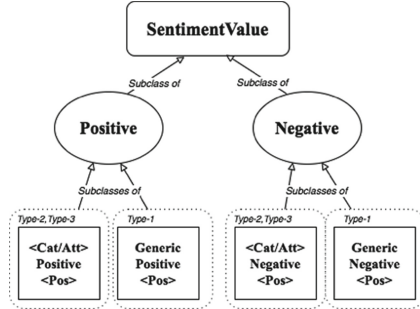 SentimentValue
Subclass of
Subclass of
Positive
Negative
Subclasses of
Subclasses of
Type-2,Type-3
Type-1
Type-2,Type-3
Type-1
<Cat/Att>
Positive
<Pos>
Generic
Positive
<Pos>
<Cat/Att>
Negative
<Pos>
Generic
Negative
<Pos>